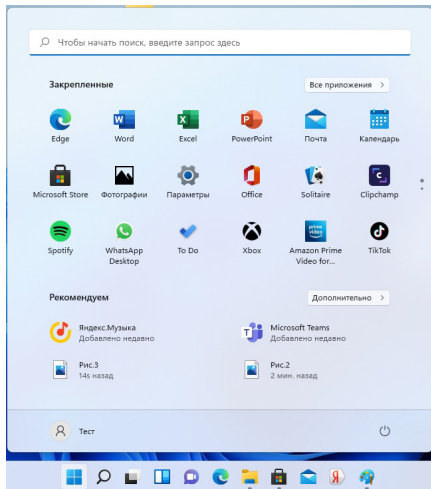 Чтобы начать поиск, введите запрос здесь
Закрепленные
Все приложения >
Edge
Word
Excel
PowerPoint
Почта
Календарь
Microsoft Store
Фотографии
Параметры
Office
Solitaire
Clipchamp
Spotify
WhatsApp
Desktop
To Do
Xbox
prime video
Amazon Prime
Video for...
TikTok
Рекомендуем
Дополнительно >
Яндекс.Музыка
Добавлено недавно
Microsoft Teams
Добавлено недавно
Рис.3
14s назад
Рис.2
2 мин. назад
Тест